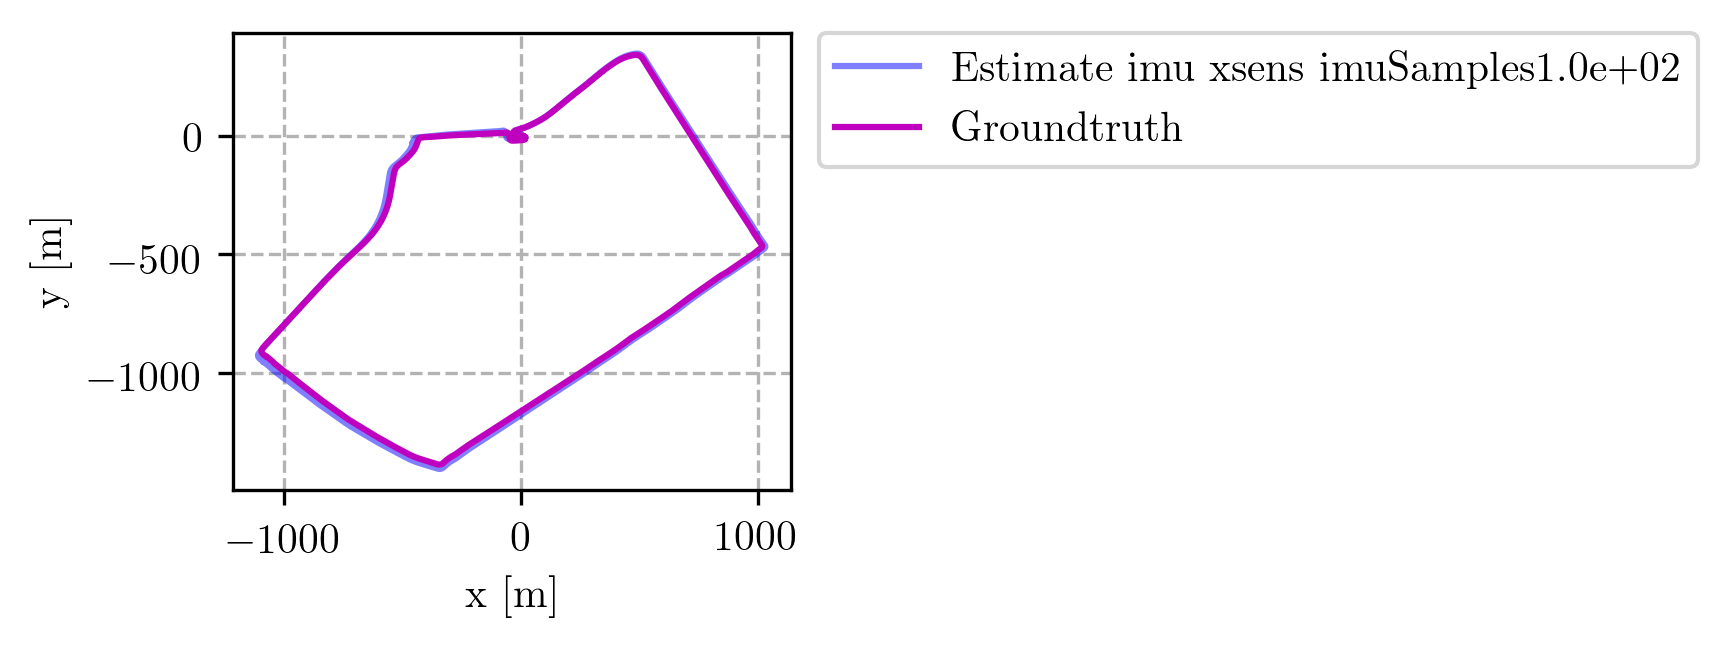 Estimate imu xsens imuSamples1.0e+02
Groundtruth
0
−500
−1000
y [m]
−1000
0
1000
x [m]